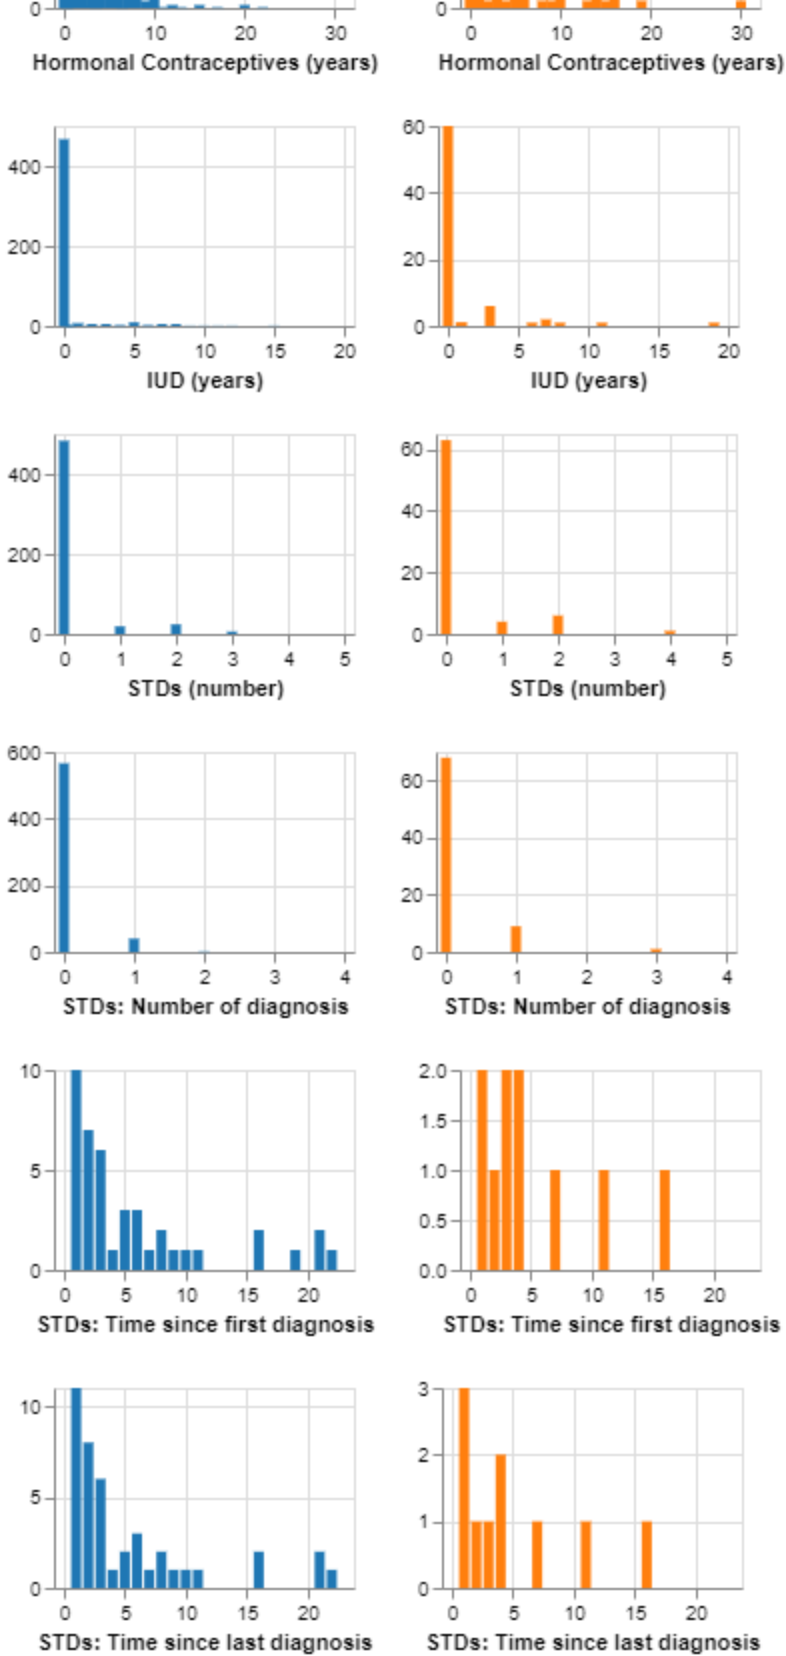 0 0
0 10 20 30 0 10 20 30
Hormonal Contraceptives (years) Hormonal Contraceptives (years)
60
400
40
200
20
0 0
0 5 10 15 20 0 5 10 15 20
IUD (years) IUD (years)
60
400
40
200
20
0 0
0 1 2 3 4 5 0 1 2 3 4 5
STDs (number) STDs (number)
600
60
400
40
200
20
0 0
0 1 2 3 4 0 1 2 3 4
STDs: Number of diagnosis STDs: Number of diagnosis
10 2.0
1.5
5 1.0
0.5
0 0.0
0 5 10 15 20 0 5 10 15 20
STDs: Time since first diagnosis STDs: Time since first diagnosis
3
10
2
5
1
0 0
0 5 10 15 20 0 5 10 15 20
STDs: Time since last diagnosis STDs: Time since last diagnosis